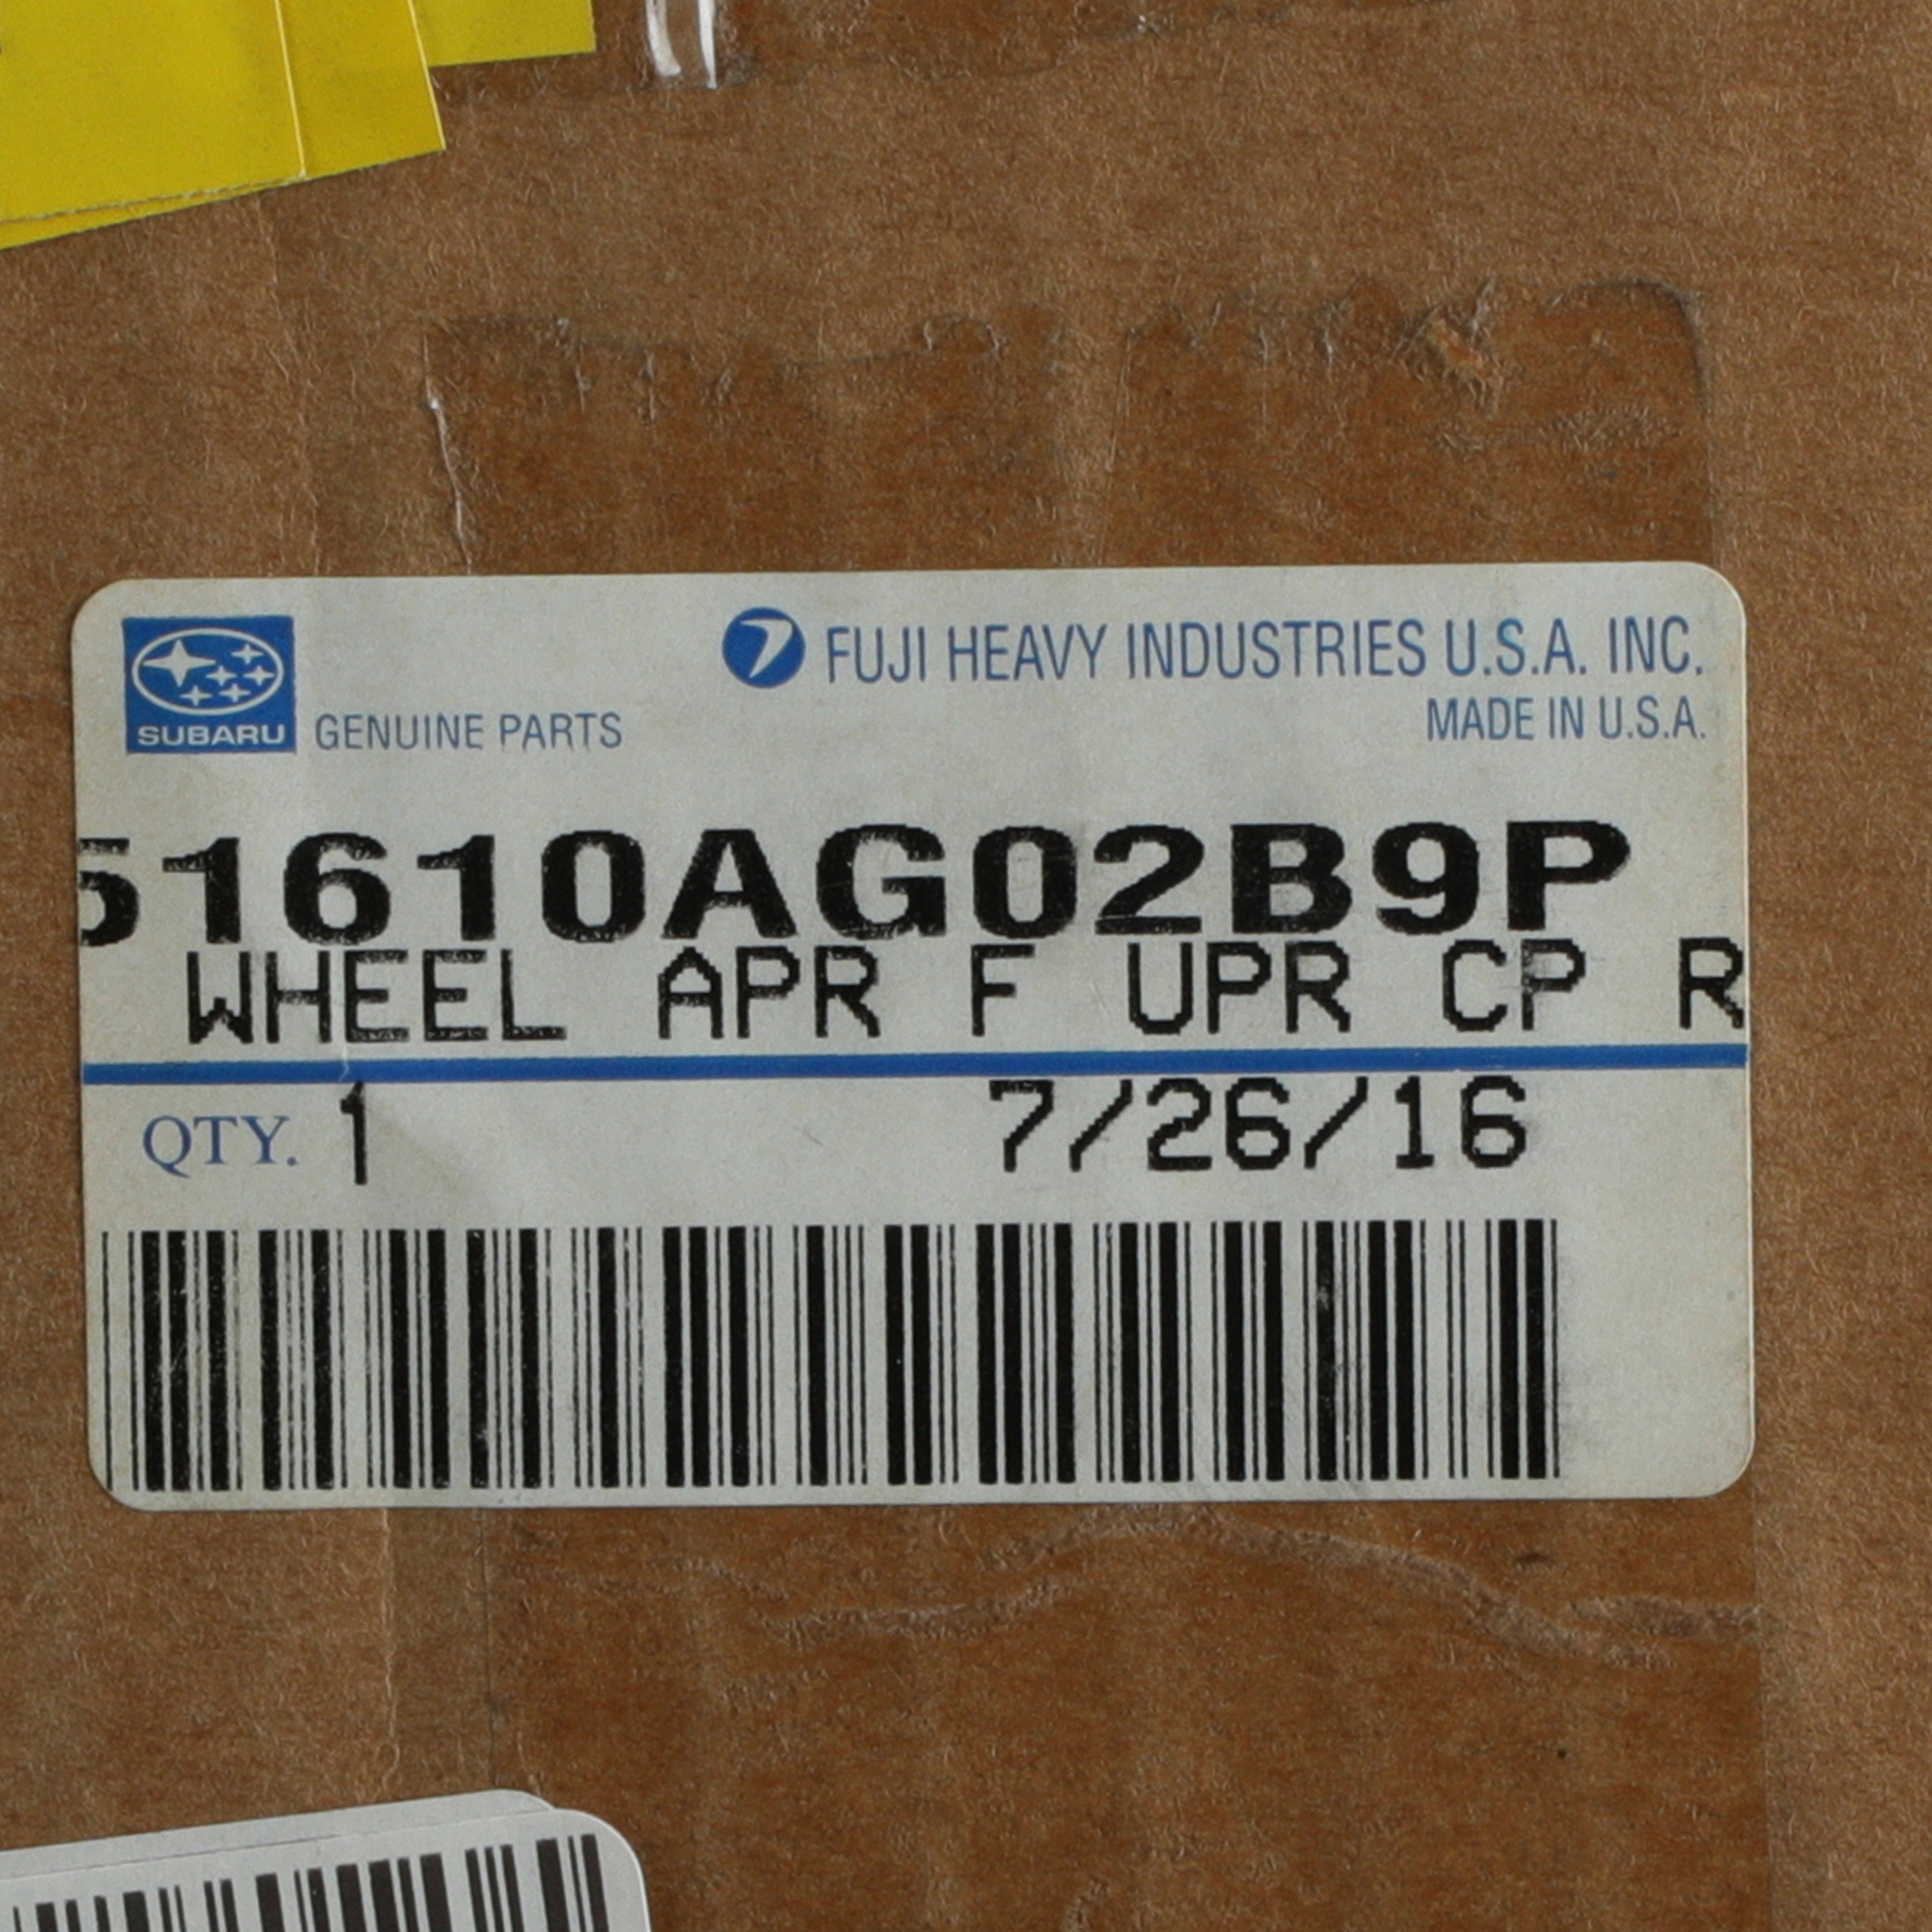 SUBARU GENUINE PARTS
FUJI HEAVY INDUSTRIES U.S.A. INC.
MADE IN U.S.A.
51610AG02B9P
WHEEL APR F UPR CP R
QTY. 1 7/26/16